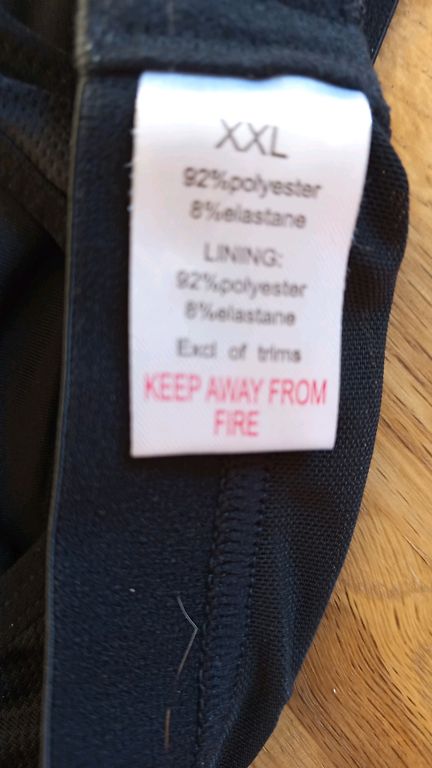 XXL
92%polyester
8%elastane
LINING:
92%polyester
8%elastane
Excl of trims
KEEP AWAY FROM
FIRE